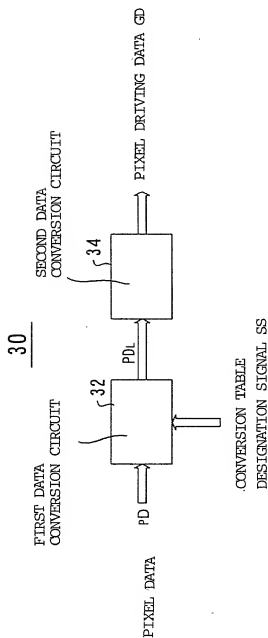 30
FIRST DATA
CONVERSION CIRCUIT
SECOND DATA
CONVERSION CIRCUIT
32
34
PIXEL DATA
PD
PDL
PIXEL DRIVING DATA GD
CONVERSION TABLE
DESIGNATION SIGNAL SS